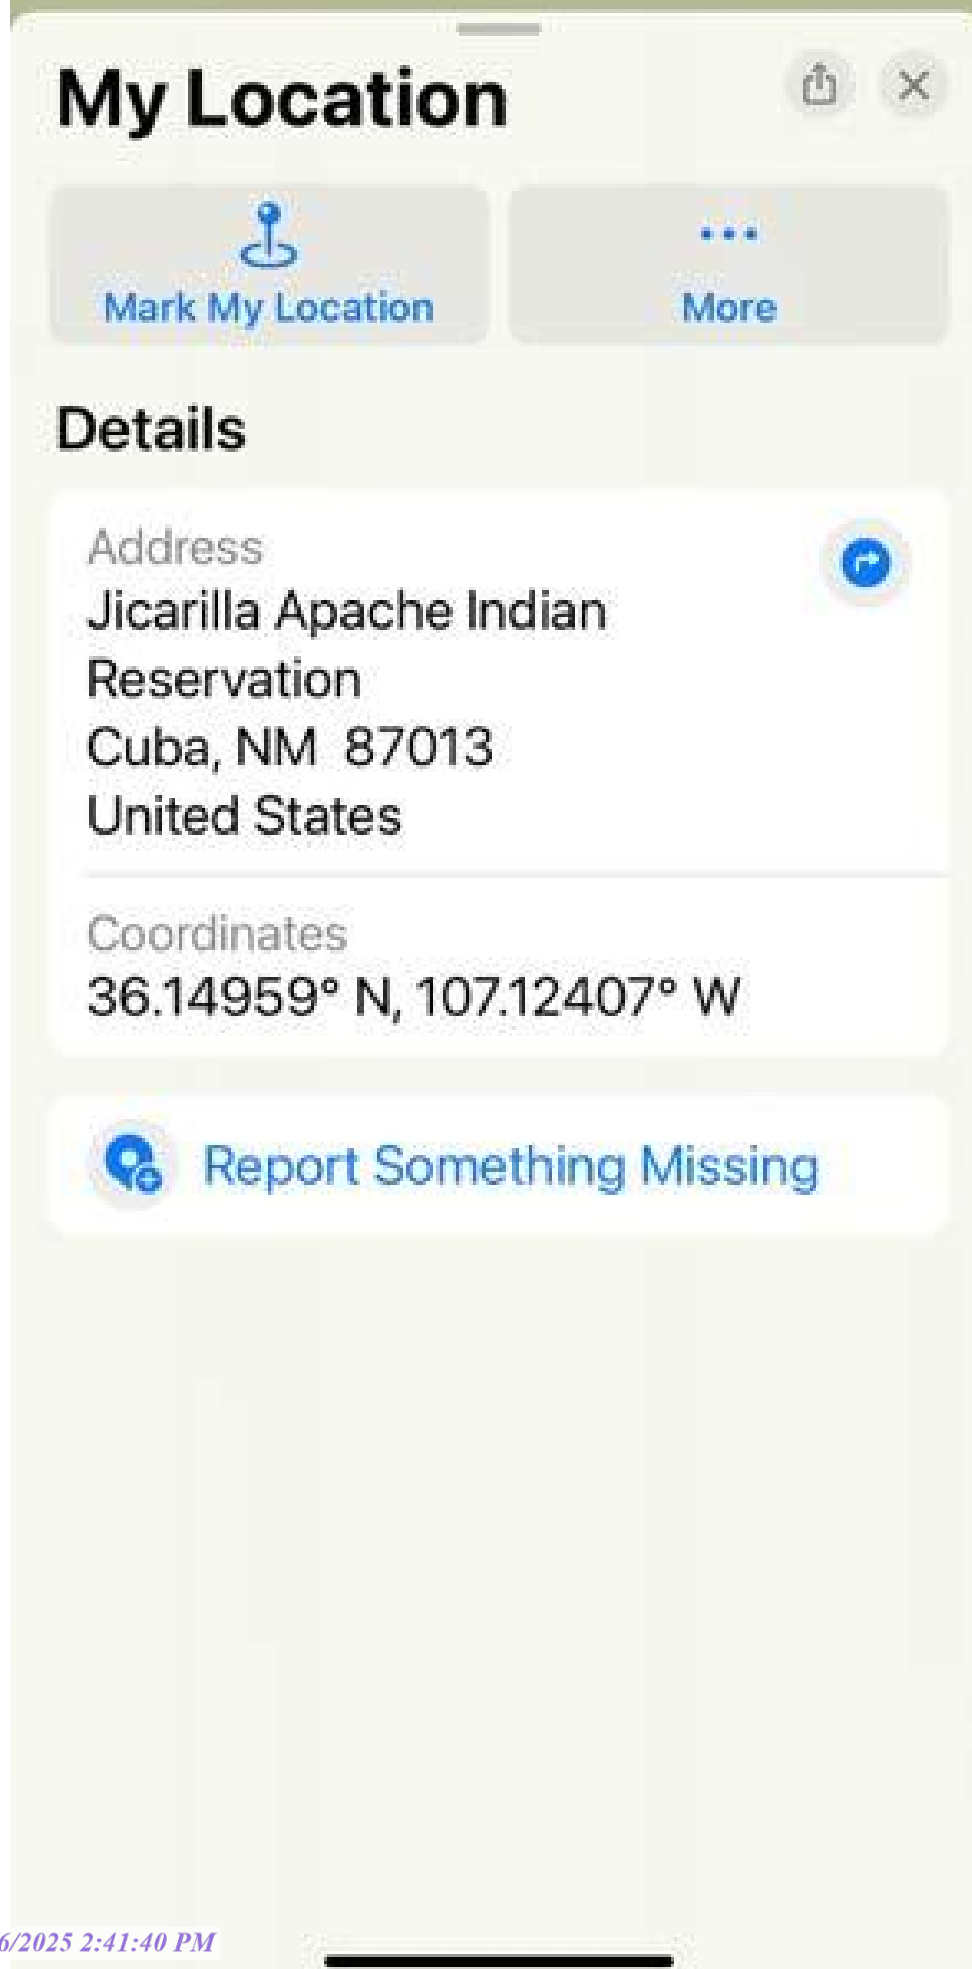 My Location
Mark My Location
More
Details
Address
Jicarilla Apache Indian
Reservation
Cuba, NM 87013
United States
Coordinates
36.14959° N, 107.12407° W
Report Something Missing
6/2025 2:41:40 PM